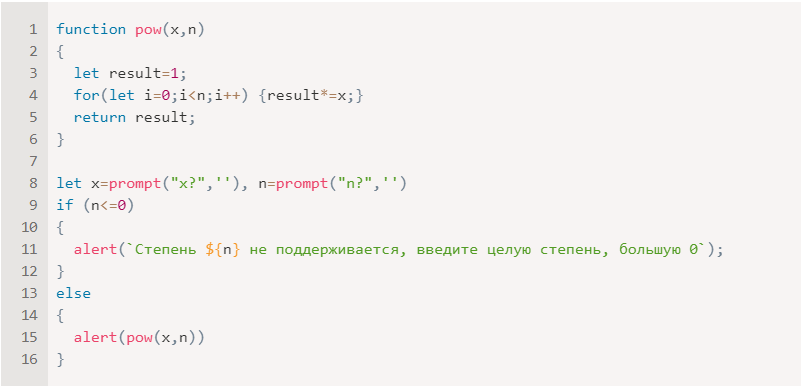 1 function pow(x,n)
2 {
3   let result=1;
4   for(let i=0;i<n;i++) {result*=x;}
5   return result;
6 }
7
8 let x=prompt("x?",''), n=prompt("n?",'')
9 if (n<=0)
10 {
11   alert(`Степень ${n} не поддерживается, введите целую степень, большую 0`);
12 }
13 else
14 {
15   alert(pow(x,n))
16 }